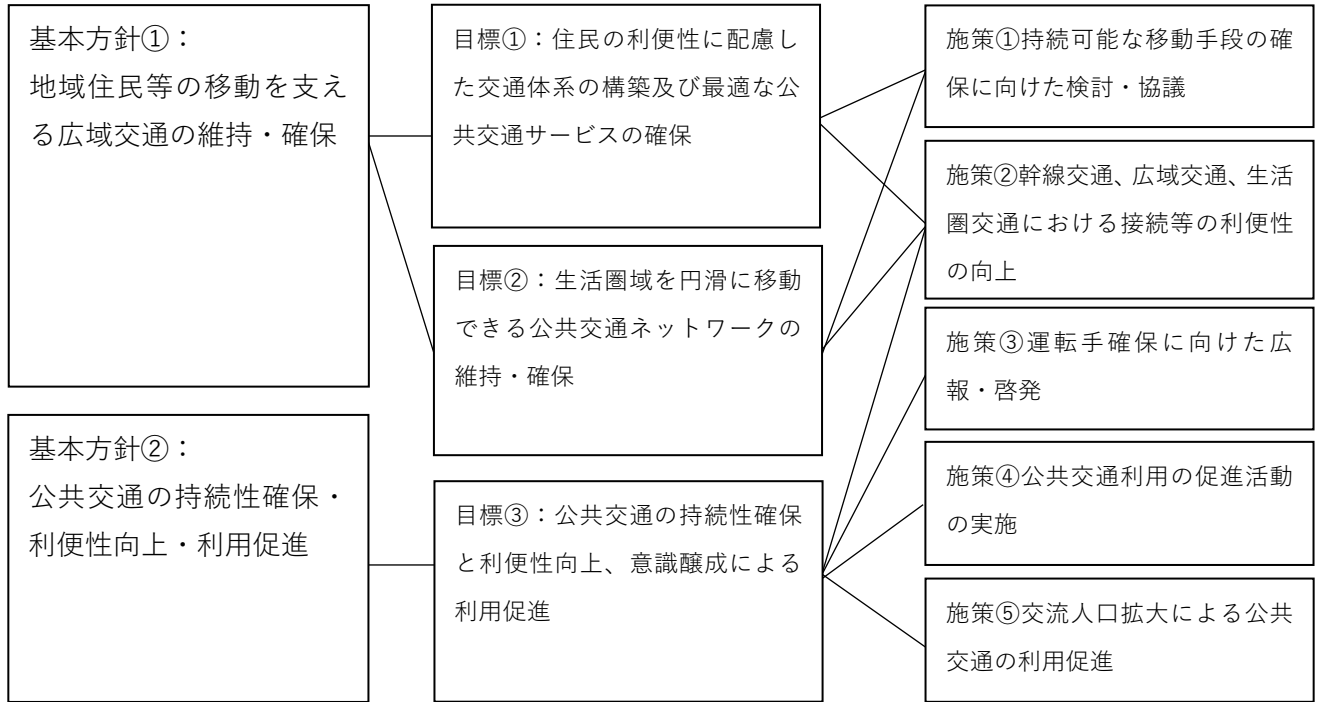 基本方針①：
地域住民等の移動を支え
る広域交通の維持・確保
基本方針②：
公共交通の持続性確保・
利便性向上・利用促進
目標①：住民の利便性に配慮し
た交通体系の構築及び最適な公
共交通サービスの確保
目標②：生活圏域を円滑に移動
できる公共交通ネットワークの
維持・確保
目標③：公共交通の持続性確保
と利便性向上、意識醸成による
利用促進
施策①持続可能な移動手段の確
保に向けた検討・協議
施策②幹線交通、広域交通、生活
圏交通における接続等の利便性
の向上
施策③運転手確保に向けた広
報・啓発
施策④公共交通利用の促進活動
の実施
施策⑤交流人口拡大による公共
交通の利用促進